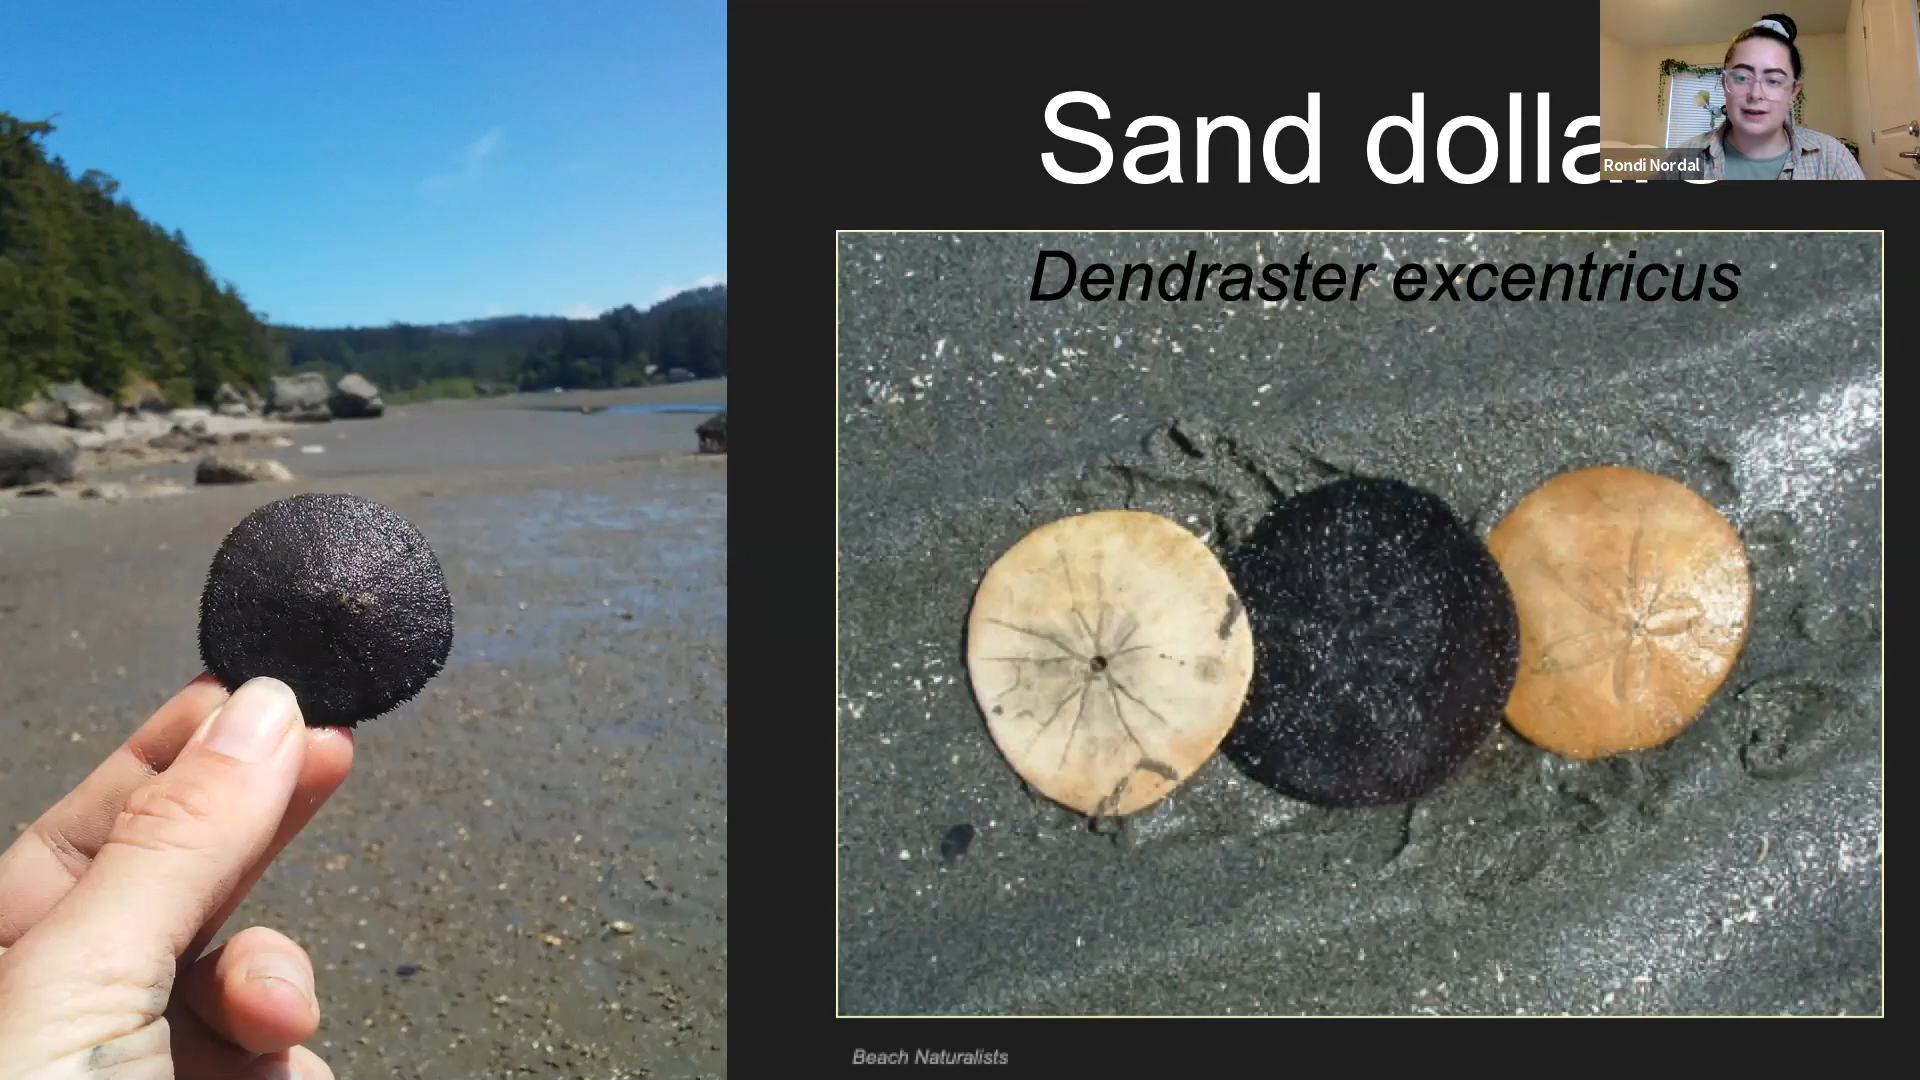 Sand dolla
Rondi Nordal
Dendraster excentricus
Beach Naturalists